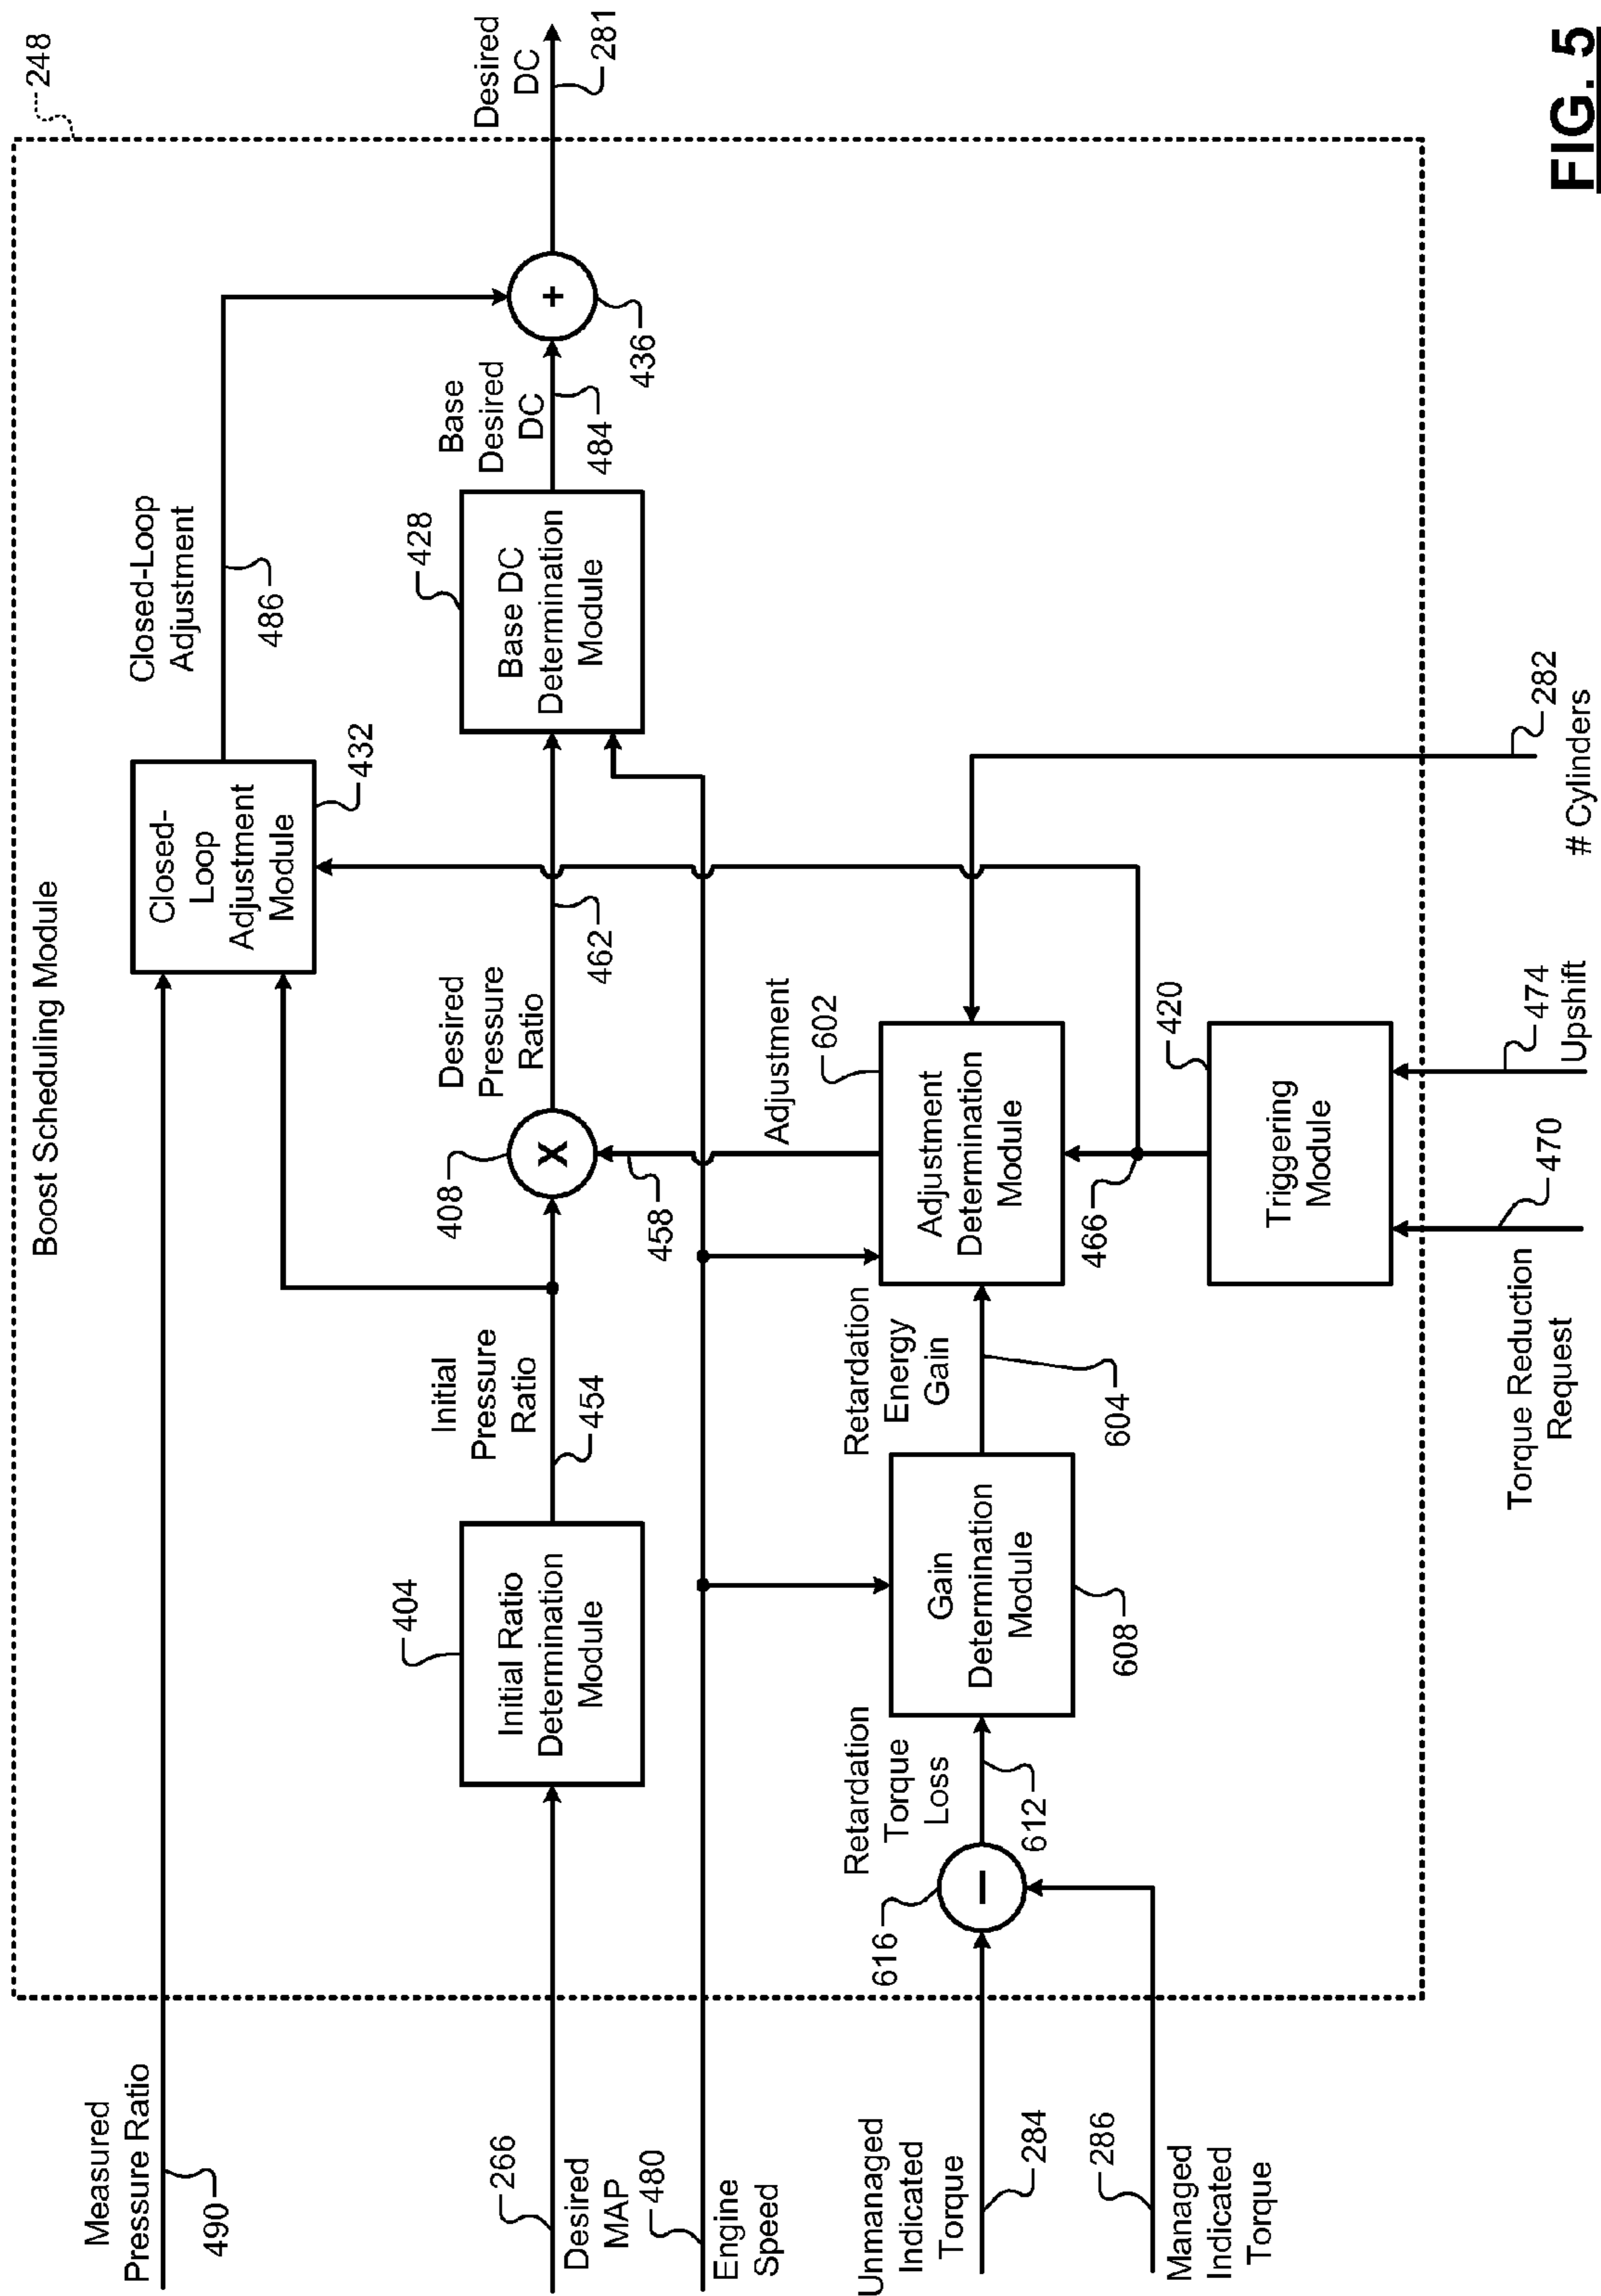 248
Boost Scheduling Module
Measured
Pressure Ratio
490
Closed-
Loop
Adjustment
Module
432
Closed-Loop
Adjustment
486
Desired
DC
281
266
Desired
MAP
404
Initial Ratio
Determination
Module
Initial
Pressure
Ratio
454
408
X
Desired
Pressure
Ratio
462
428
Base DC
Determination
Module
Base
Desired
DC
484
+
436
480
Engine
Speed
458
Adjustment
Unmanaged
Indicated
Torque
284
616
−
Retardation
Torque
Loss
612
Gain
Determination
Module
608
Retardation
Energy
Gain
604
Adjustment
Determination
Module
602
466
286
Managed
Indicated
Torque
Triggering
Module
420
Torque Reduction
Request
470
474
Upshift
282
# Cylinders
FIG. 5